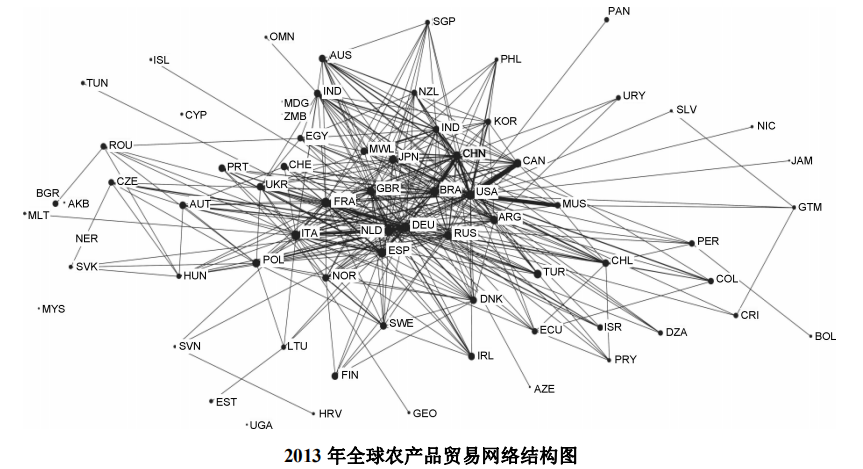 PAN
SGP
OMN
AUS
ISL
PHL
TUN
IND
NZL
URY
MDG
SLV
CYP
ZMB
KOR
IND
NIC
EGY
ROU
MWL
JPN
CHN
CAN
JAM
PRT
CHE
CZE
UKR
GBR
BRA
USA
BGR
AKB
AUT
FRA
MUS
GTM
MLT
ARG
NLD
DEU
NER
ITA
RUS
PER
ESP
SVK
HUN
POL
CHL
NOR
TUR
COL
DNK
MYS
CRI
SWE
ECU
ISR
DZA
BOL
SVN
LTU
IRL
PRY
FIN
AZE
EST
HRV
GEO
UGA
2013 年全球农产品贸易网络结构图